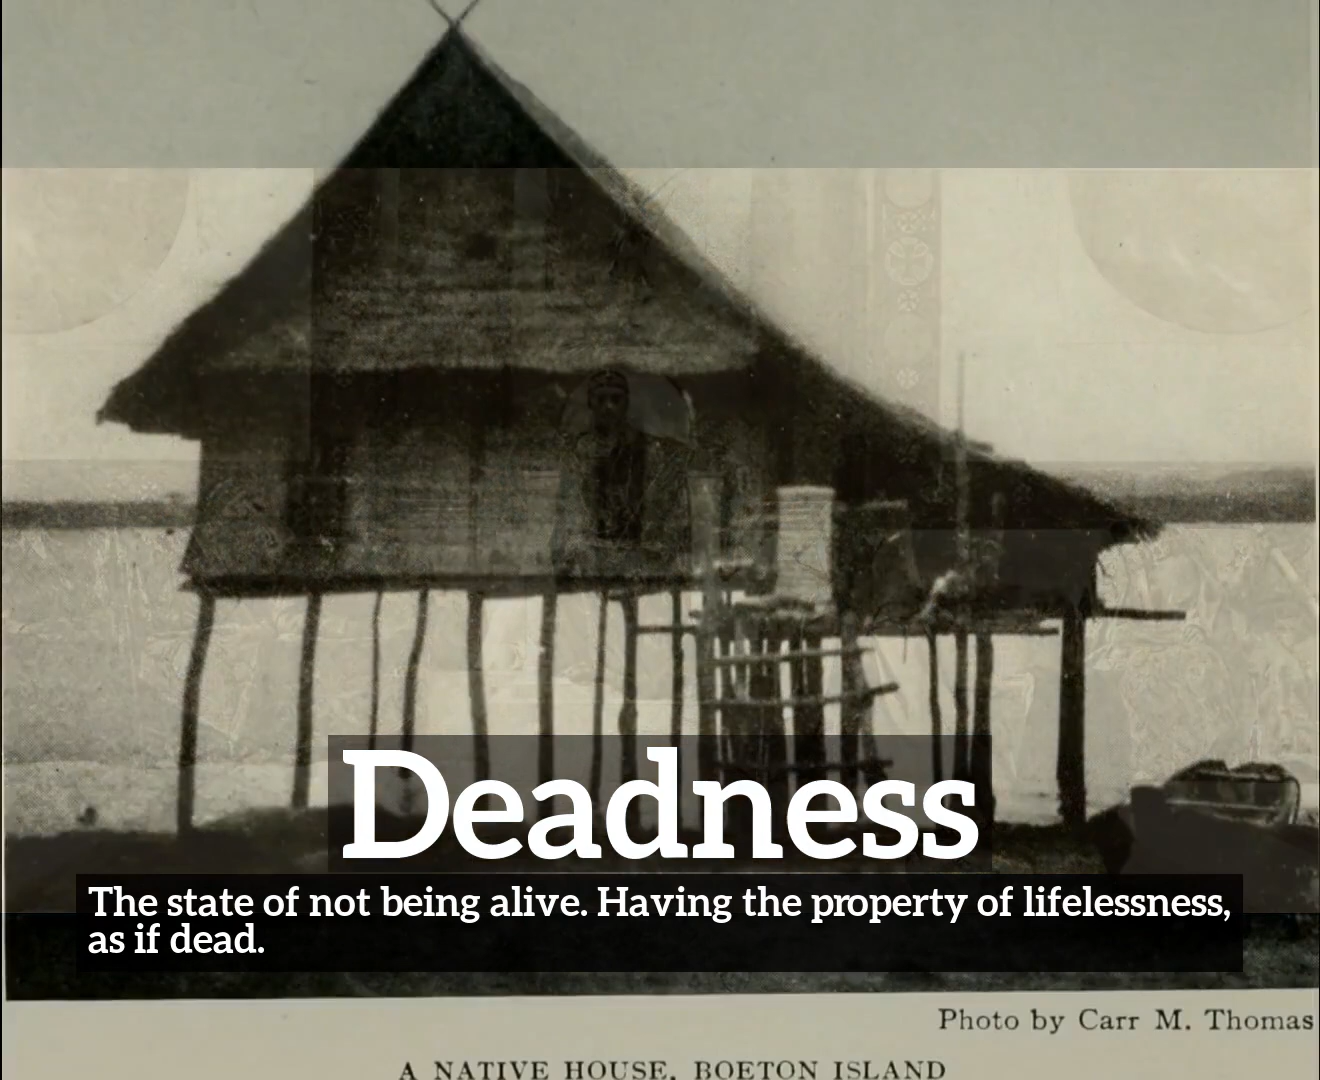 Deadness
The state of not being alive. Having the property of lifelessness,
as if dead.
Photo by Carr M. Thomas
A NATIVE HOUSE, BOETON ISLAND